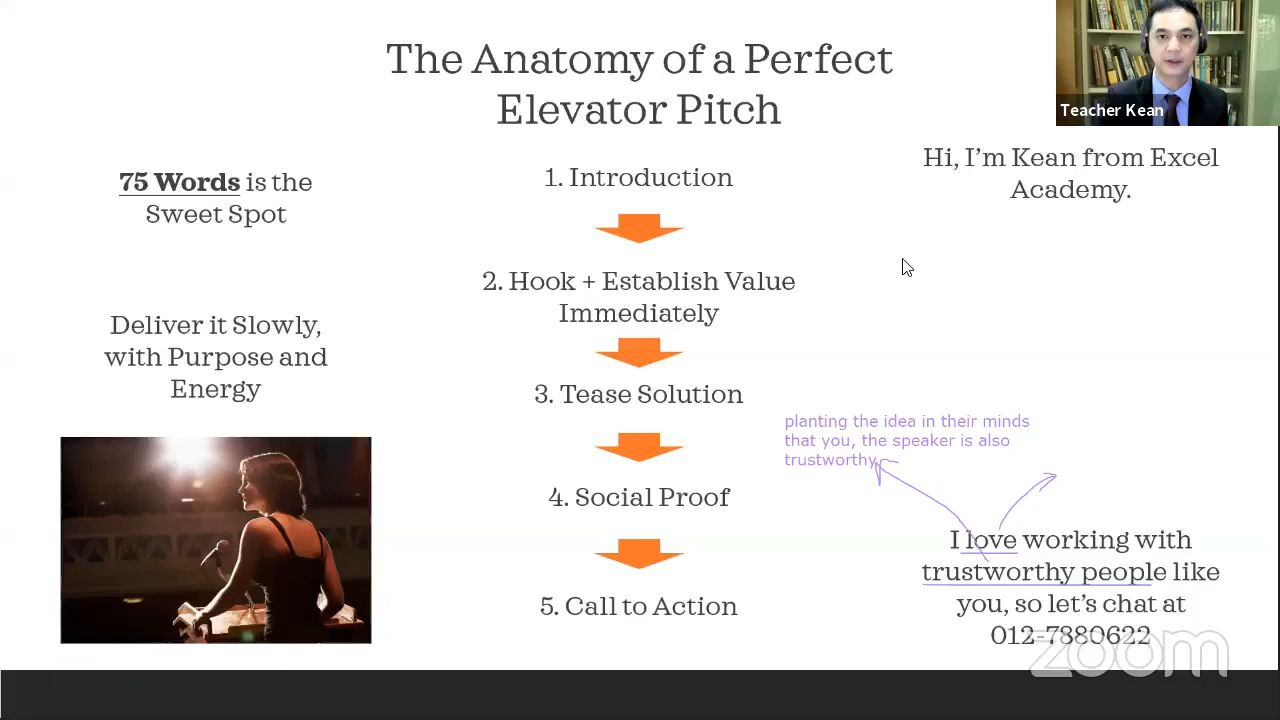 The Anatomy of a Perfect
Elevator Pitch
Teacher Kean
75 Words is the
Sweet Spot
Deliver it Slowly,
with Purpose and
Energy
1. Introduction
2. Hook + Establish Value
Immediately
3. Tease Solution
4. Social Proof
5. Call to Action
Hi, I'm Kean from Excel
Academy.
planting the idea in their minds
that you, the speaker is also
trustworthy
I love working with
trustworthy people like
you, so let's chat at
012-7880622
zoom